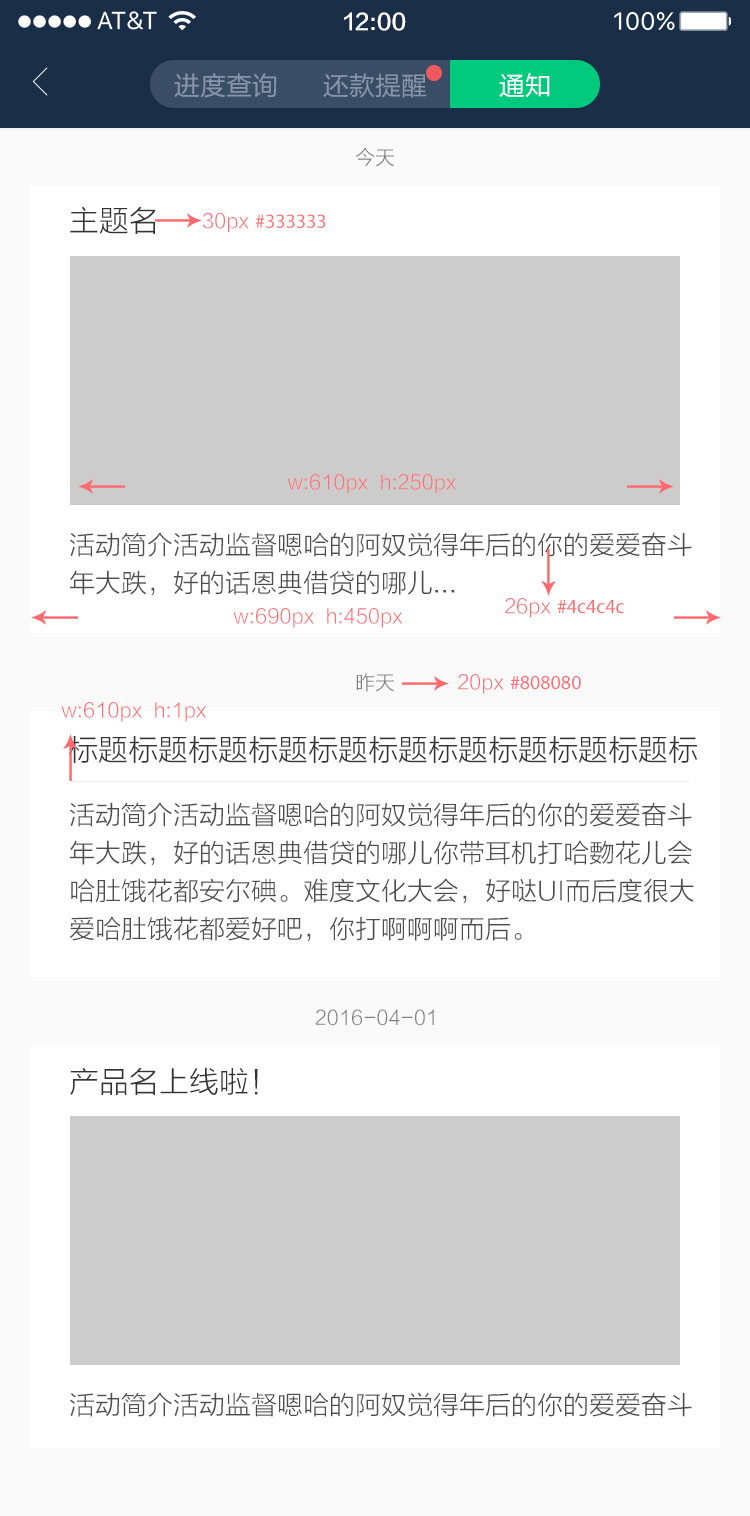 AT&T 12:00 100%
进度查询 还款提醒 通知
今天
主题名 30px #333333
w:610px h:250px
活动简介活动监督嗯哈的阿奴觉得年后的你的爱爱奋斗
年大跌，好的话恩典借贷的哪儿...
26px #4c4c4c
w:690px h:450px
昨天 20px #808080
w:610px h:1px
标题标题标题标题标题标题标题标题标题标题标
活动简介活动监督嗯哈的阿奴觉得年后的你的爱爱奋斗
年大跌，好的话恩典借贷的哪儿你带耳机打哈花儿会
哈肚饿花都安尔碘。难度文化大会，好哒UI而后度很大
爱哈肚饿花都爱好吧，你打啊啊啊而后。
2016-04-01
产品名上线啦！
活动简介活动监督嗯哈的阿奴觉得年后的你的爱爱奋斗